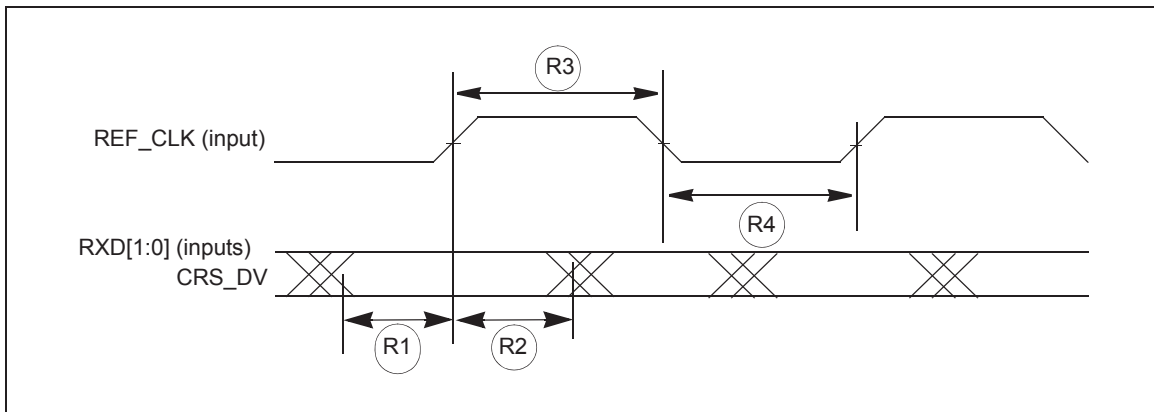 R3
REF_CLK (input)
R4
RXD[1:0] (inputs)
CRS_DV
R1
R2